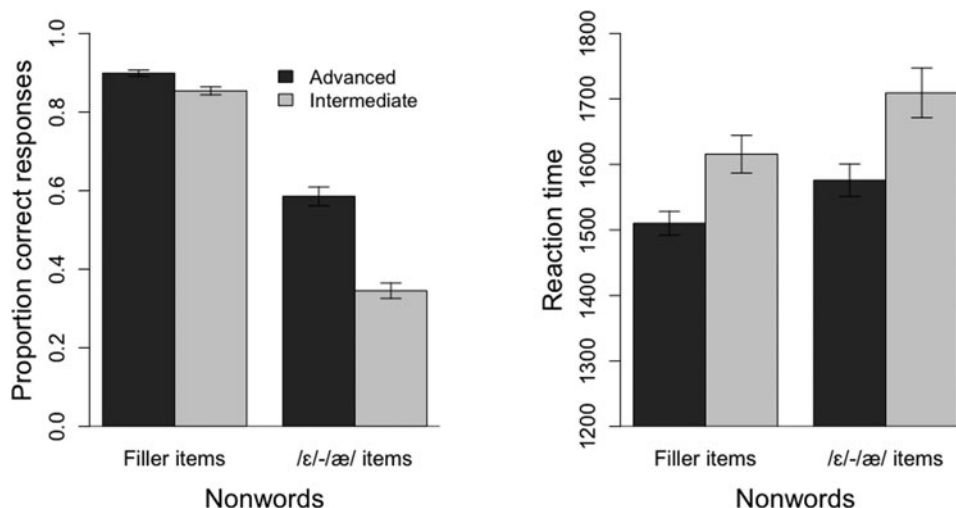 Proportion correct responses
1.0
0.8
0.6
0.4
0.2
0.0
Advanced
Intermediate
Filler items
/ɛ/-/æ/ items
Nonwords
Reaction time
1800
1700
1600
1500
1400
1300
1200
Filler items
/ɛ/-/æ/ items
Nonwords